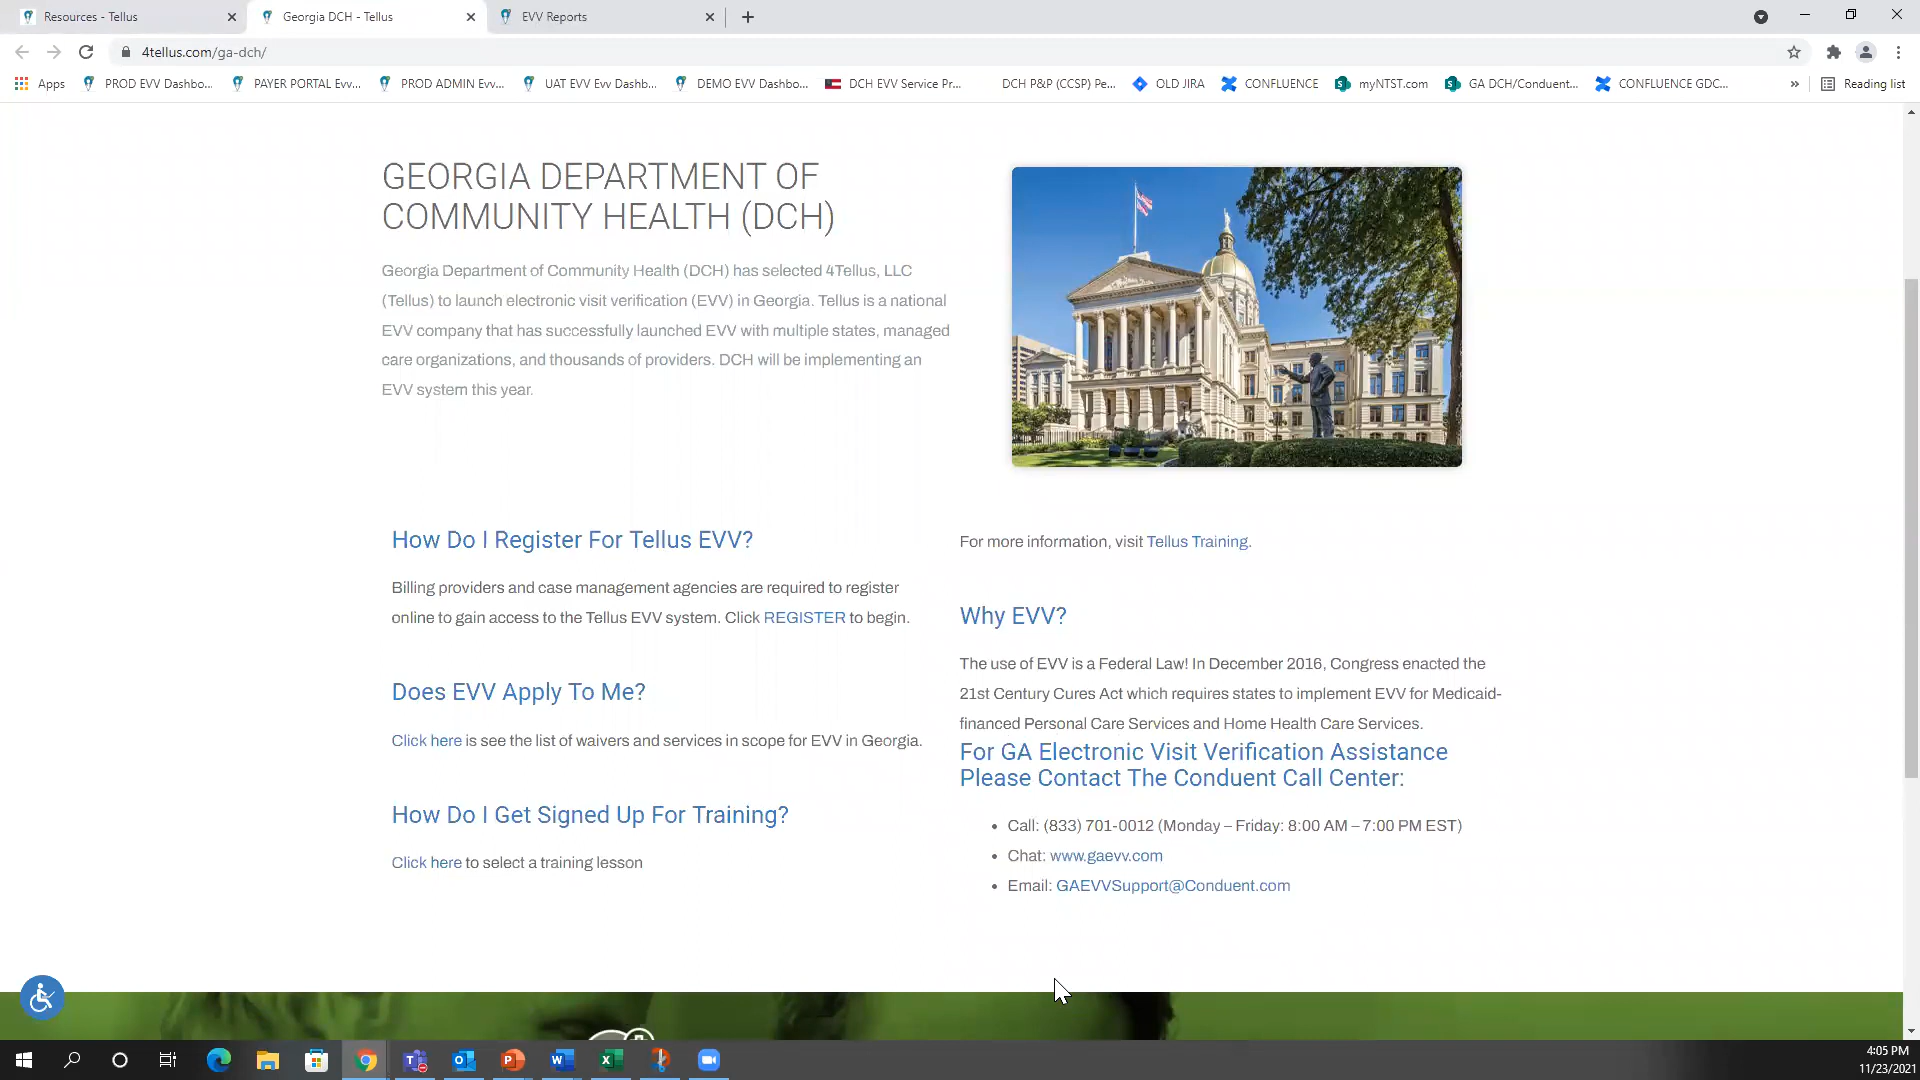 Resources - Tellus
Georgia DCH - Tellus
EVV Reports
4tellus.com/ga-dch/
Apps
PROD EVV Dashbo...
PAYER PORTAL Evv...
PROD ADMIN Evv...
UAT EVV Evv Dashb...
DEMO EVV Dashbo...
DCH EVV Service Pr...
DCH P&P (CCSP) Pe...
OLD JIRA
CONFLUENCE
myNTST.com
GA DCH/Conduent...
CONFLUENCE GDC...
»
Reading list
GEORGIA DEPARTMENT OF
COMMUNITY HEALTH (DCH)
Georgia Department of Community Health (DCH) has selected 4Tellus, LLC
(Tellus) to launch electronic visit verification (EVV) in Georgia. Tellus is a national
EVV company that has successfully launched EVV with multiple states, managed
care organizations, and thousands of providers. DCH will be implementing an
EVV system this year.
How Do I Register For Tellus EVV?
Billing providers and case management agencies are required to register
online to gain access to the Tellus EVV system. Click REGISTER to begin.
Does EVV Apply To Me?
Click here is see the list of waivers and services in scope for EVV in Georgia.
How Do I Get Signed Up For Training?
Click here to select a training lesson
For more information, visit Tellus Training.
Why EVV?
The use of EVV is a Federal Law! In December 2016, Congress enacted the
21st Century Cures Act which requires states to implement EVV for Medicaid-
financed Personal Care Services and Home Health Care Services.
For GA Electronic Visit Verification Assistance
Please Contact The Conduent Call Center:
• Call: (833) 701-0012 (Monday – Friday: 8:00 AM – 7:00 PM EST)
• Chat: www.gaevv.com
• Email: GAEVVSupport@Conduent.com
4:05 PM
11/23/2021